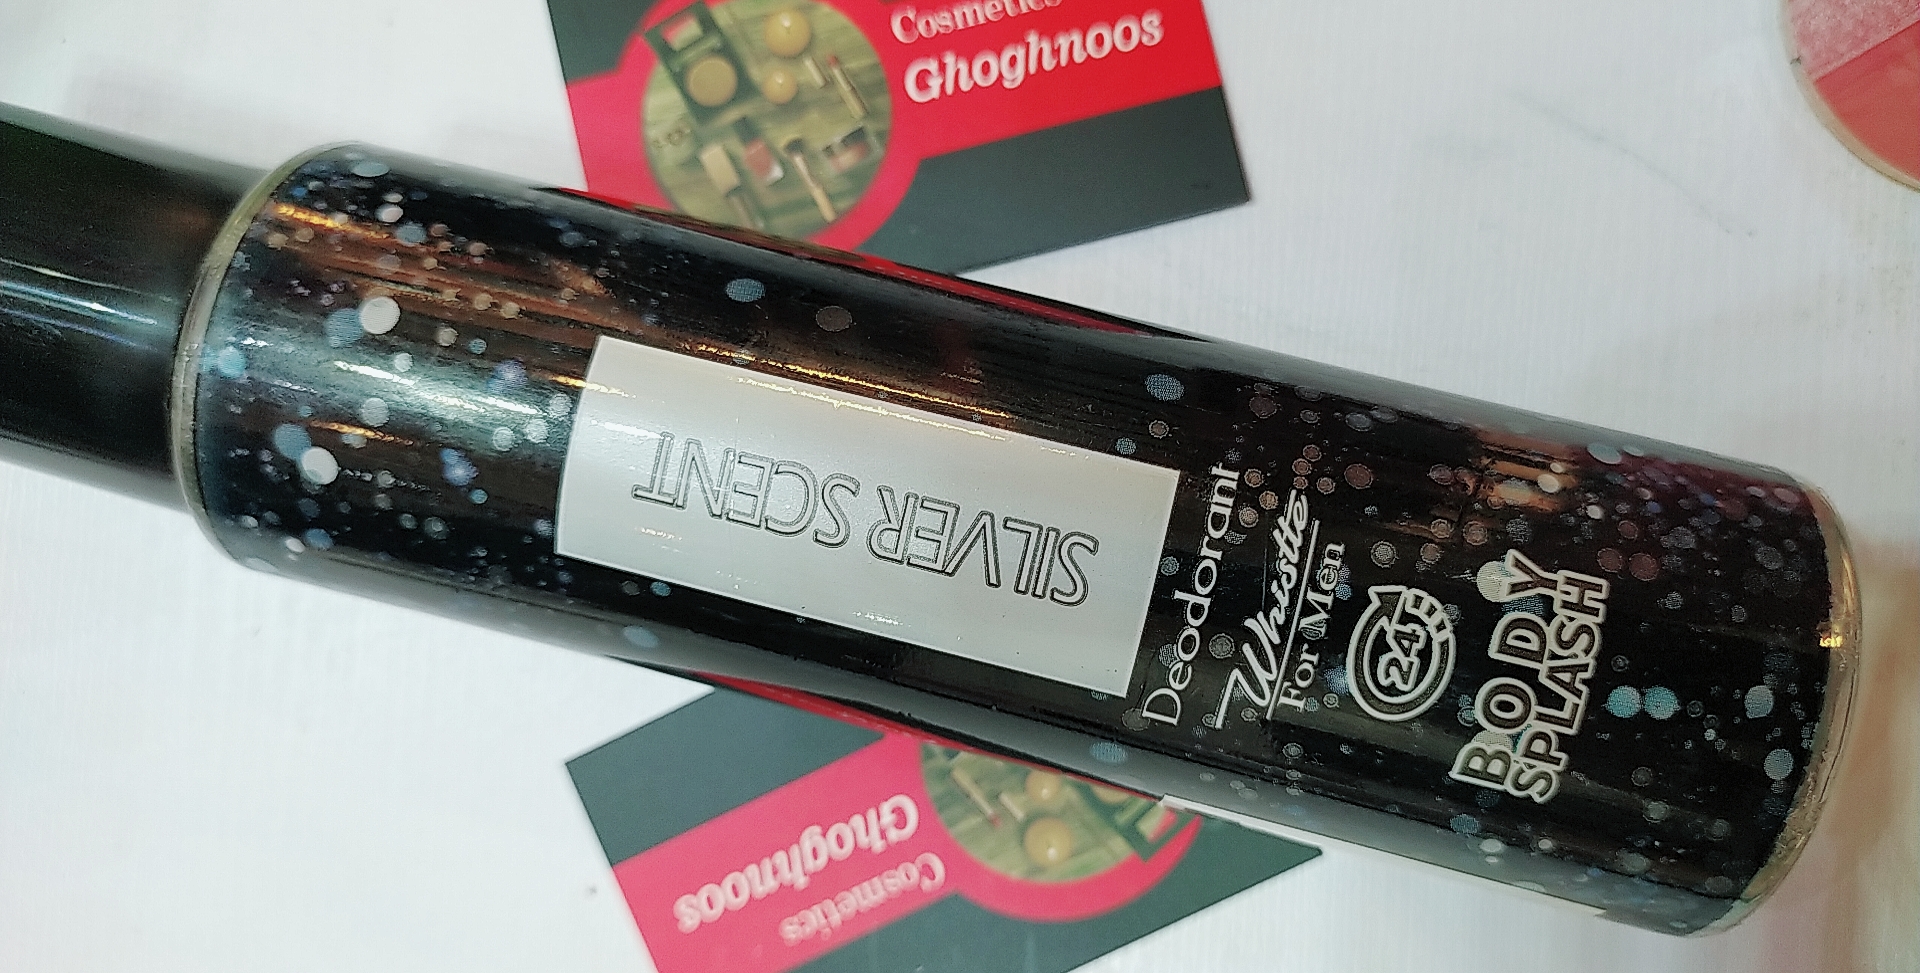 Cosmetics
Ghoghnoos
SILVER SCENT
Deodorant
Whistle
For Men
24
BODY
SPLASH
Cosmetics
Ghoghnoos